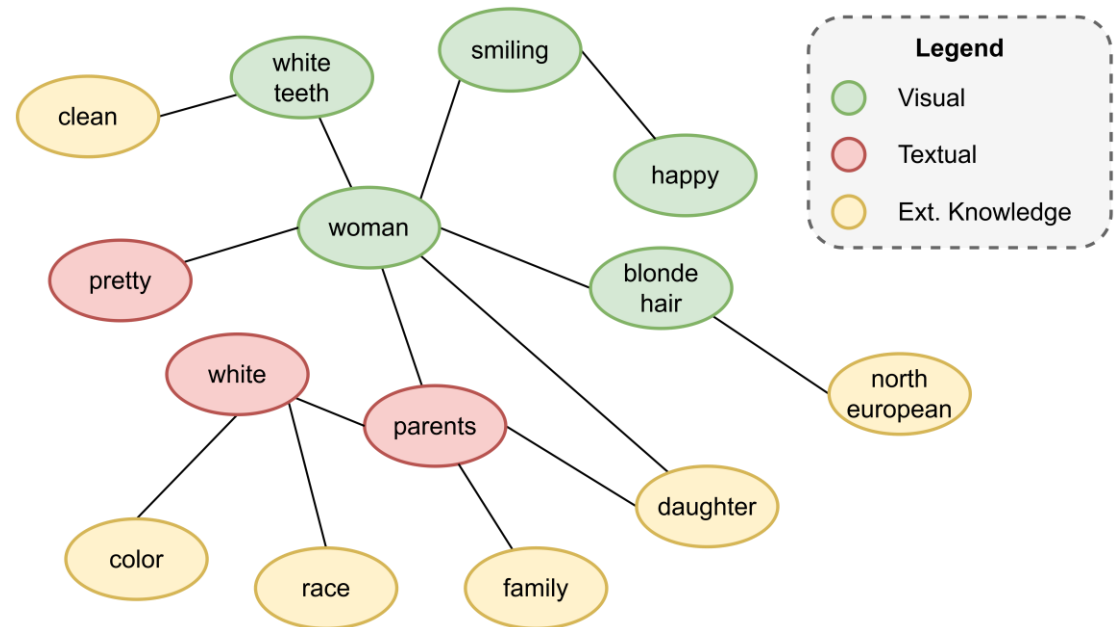 smiling
white
teeth
clean
happy
woman
pretty
blonde
hair
white
north
european
parents
daughter
color
race
family
Legend
Visual
Textual
Ext. Knowledge